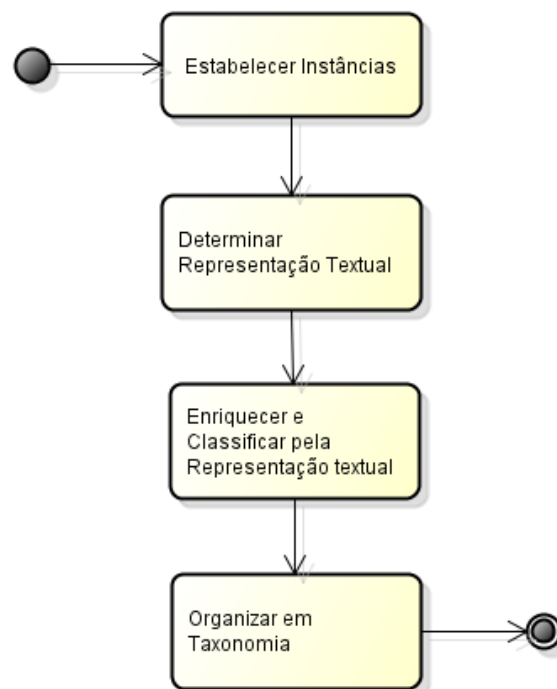 Estabelecer Instâncias
Determinar
Representação Textual
Enriquecer e
Classificar pela
Representação textual
Organizar em
Taxonomia